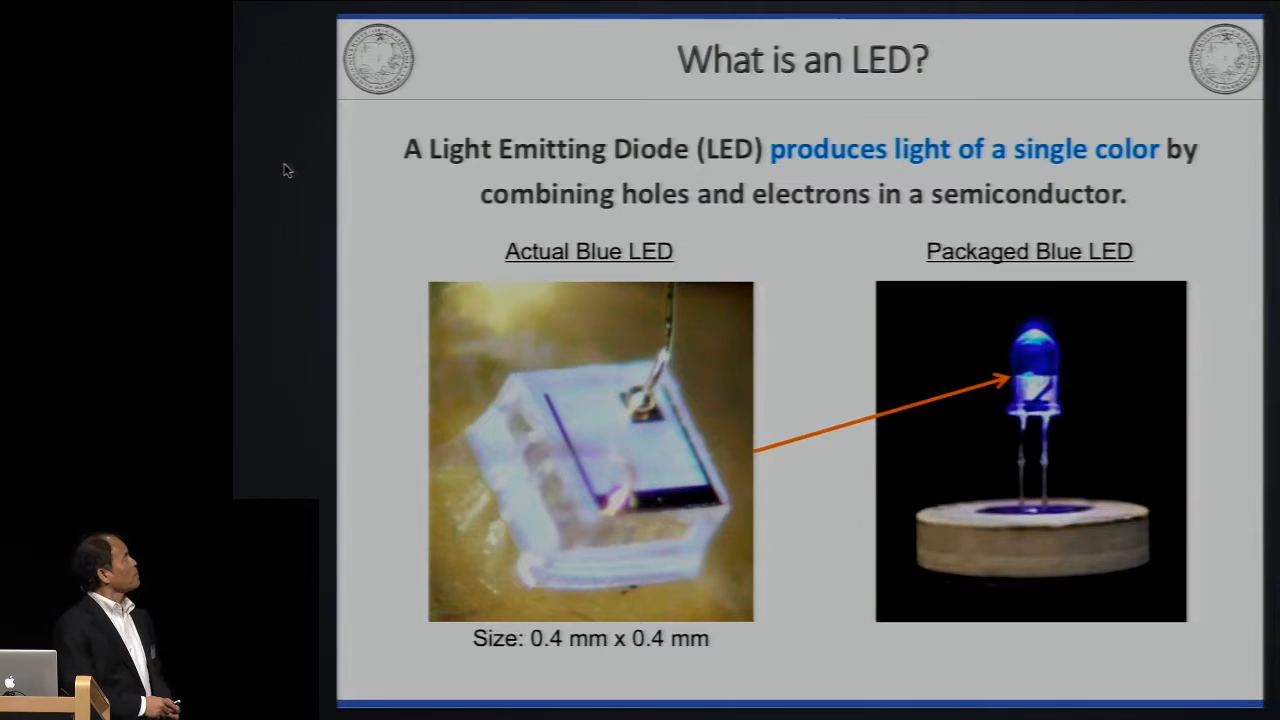 What is an LED?
A Light Emitting Diode (LED) produces light of a single color by
combining holes and electrons in a semiconductor.
Actual Blue LED
Packaged Blue LED
Size: 0.4 mm x 0.4 mm